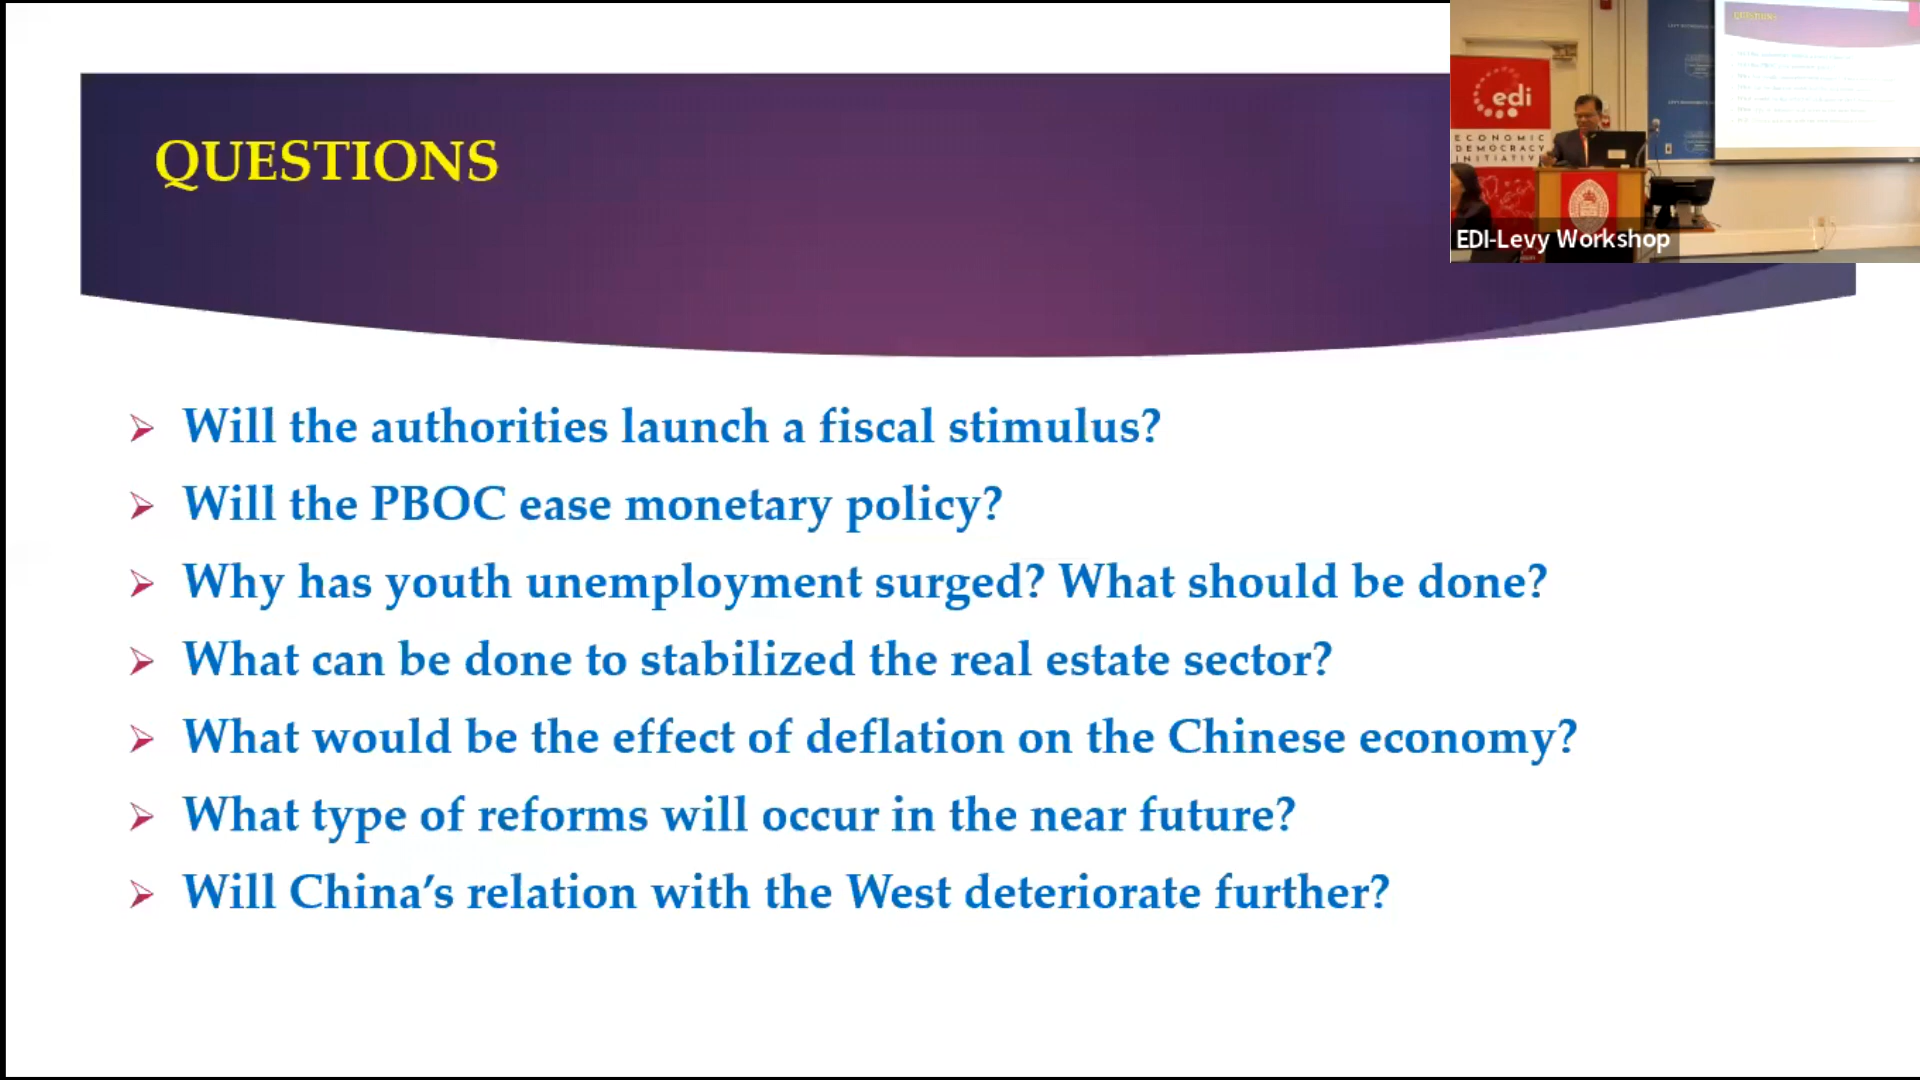 QUESTIONS
Will the authorities launch a fiscal stimulus?
Will the PBOC ease monetary policy?
Why has youth unemployment surged? What should be done?
What can be done to stabilized the real estate sector?
What would be the effect of deflation on the Chinese economy?
What type of reforms will occur in the near future?
Will China’s relation with the West deteriorate further?
edi
ECONOMIC
DEMOCRACY
INITIATIV
EDI-Levy Workshop
QUESTIONS